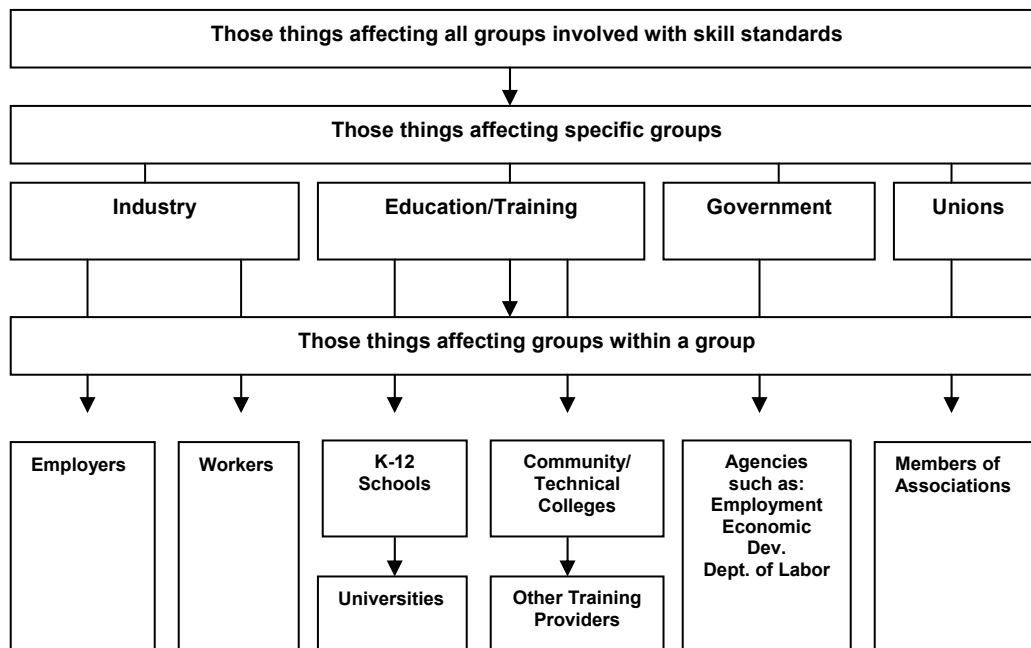 Those things affecting all groups involved with skill standards
Those things affecting specific groups
Industry
Education/Training
Government
Unions
Those things affecting groups within a group
Employers
Workers
K-12
Schools
Community/
Technical
Colleges
Agencies
such as:
Employment
Economic
Dev.
Dept. of Labor
Members of
Associations
Universities
Other Training
Providers